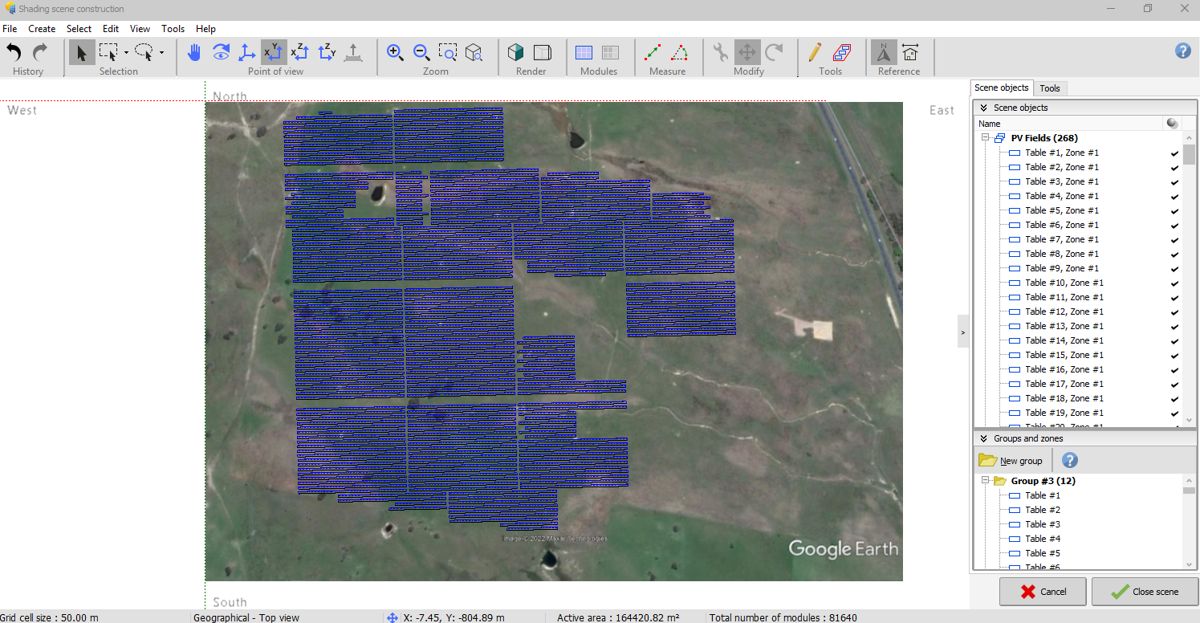 Shading scene construction
File Create Select Edit View Tools Help
History Selection Point of view Zoom Render Modules Measure Modify Tools Reference
North
West
East
South
Image © 2022 Maxar Technologies
Google Earth
Scene objects Tools
Scene objects
Name
PV Fields (268)
Table #1, Zone #1
Table #2, Zone #1
Table #3, Zone #1
Table #4, Zone #1
Table #5, Zone #1
Table #6, Zone #1
Table #7, Zone #1
Table #8, Zone #1
Table #9, Zone #1
Table #10, Zone #1
Table #11, Zone #1
Table #12, Zone #1
Table #13, Zone #1
Table #14, Zone #1
Table #15, Zone #1
Table #16, Zone #1
Table #17, Zone #1
Table #18, Zone #1
Table #19, Zone #1
Table #20, Zone #1
Groups and zones
New group
Group #3 (12)
Table #1
Table #2
Table #3
Table #4
Table #5
Table #6
Cancel Close scene
Grid cell size : 50.00 m Geographical - Top view X: -7.45, Y: -804.89 m Active area : 164420.82 m² Total number of modules : 81640